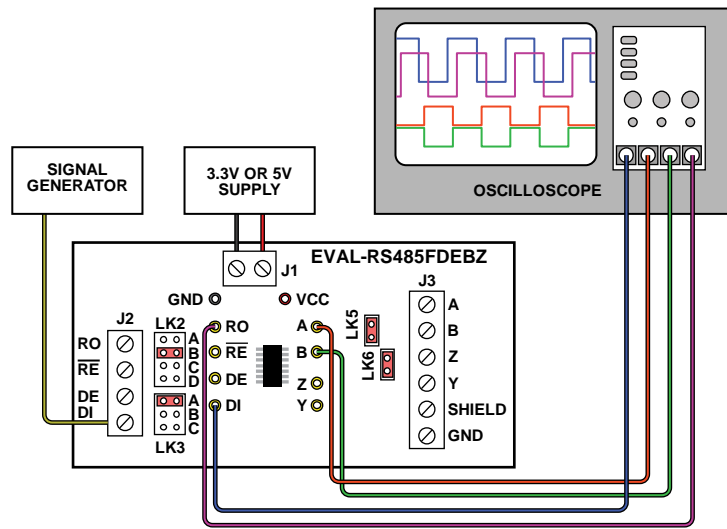 OSCILLOSCOPE
SIGNAL
GENERATOR
3.3V OR 5V
SUPPLY
EVAL-RS485FDEBZ
J1
GND
VCC
J2
RO
RE
DE
DI
LK2
A
B
C
D
A
B
C
LK3
RO
RE
DE
DI
A
B
Z
Y
LK5
LK6
J3
A
B
Z
Y
SHIELD
GND